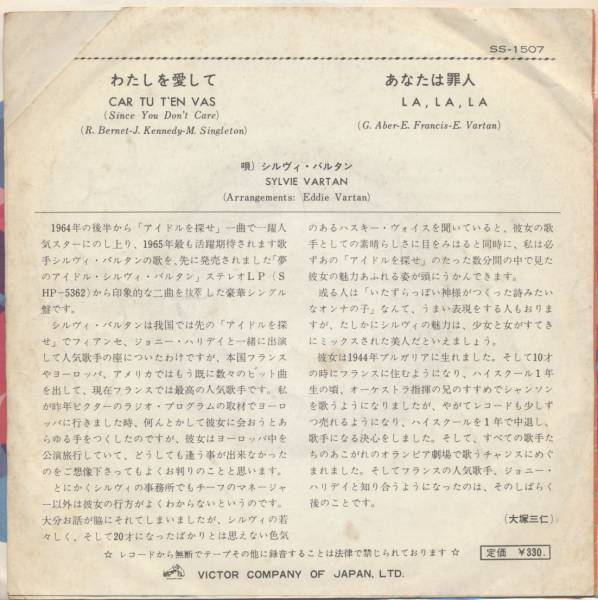 SS-1507
わたしを愛して
CAR TU T'EN VAS
(Since You Don't Care)
(R. Bernet-J. Kennedy-M. Singleton)
あなたは罪人
LA, LA, LA
(G. Aber-E. Francis-E. Vartan)
唄）シルヴィ・バルタン
SYLVIE VARTAN
(Arrangements: Eddie Vartan)
1964年の後半から「アイドルを探せ」一曲で一躍人
気スターにのし上り、1965年最も活躍期待されます歌
手シルヴィ・バルタンの歌を、先に発売されました「夢
のアイドル・シルヴィ・バルタン」ステレオLP（S
HP-5362)から印象的な二曲を抜萃した豪華シングル
盤です。
シルヴィ・バルタンは我国では先の「アイドルを探
せ」でフィアンセ、ジョニー・ハリデイと一緒に出演
して人気歌手の座についたわけですが、本国フランス
やヨーロッパ、アメリカではもう既に数々のヒット曲
を出して、現在フランスでは最高の人気歌手です。私
が昨年ビクターのラジオ・プログラムの取材でヨーロ
ッパに行きました時、何んとかして彼女に会おうとあ
らゆる手をつくしたのですが、彼女はヨーロッパ中を
公演旅行していて、どうしても逢う事が出来なかった
のをご想像下さってもよくお判りのことと思います。
とにかくシルヴィの事務所でもチーフのマネージャ
ー以外は彼女の行方がよくわからないというのです。
大分お話が脇にそれてしまいましたが、シルヴィの若
々しく、そして20才になったばかりとは思えない色気
のあるハスキー・ヴォイスを聞いていると、彼女の歌
手としての素晴らしさに目をみはると同時に、私は必
ずあの「アイドルを探せ」のたった数分間の中で見た
彼女の魅力あふれる姿が頭にうかんできます。
或る人は「いたずらっぽい神様がつくった詩みたい
なオンナの子」なんて、うまい表現をする人もおりま
すが、たしかにシルヴィの魅力は、少女と女がすてき
にミックスされた美人だといえましょう。
彼女は1944年ブルガリアに生れました。そして10才
の時にフランスに住むようになり、ハイスクール1年
生の頃、オーケストラ指揮の兄のすすめでシャンソン
を歌うようになりましたが、やがてレコードも少しず
つ売れるようになり、ハイスクールを1年で中退し、
歌手になる決心をしました。そして、すべての歌手た
ちのあこがれのオランピア劇場で歌うチャンスにめぐ
まれました。そしてフランスの人気歌手、ジョニー・
ハリデイと知り合うようになったのは、そのしばらく
後のことです。
（大塚三仁）
☆ レコードから無断でテープその他に録音することは法律で禁じられております ☆
定価 ¥330.
VICTOR COMPANY OF JAPAN, LTD.